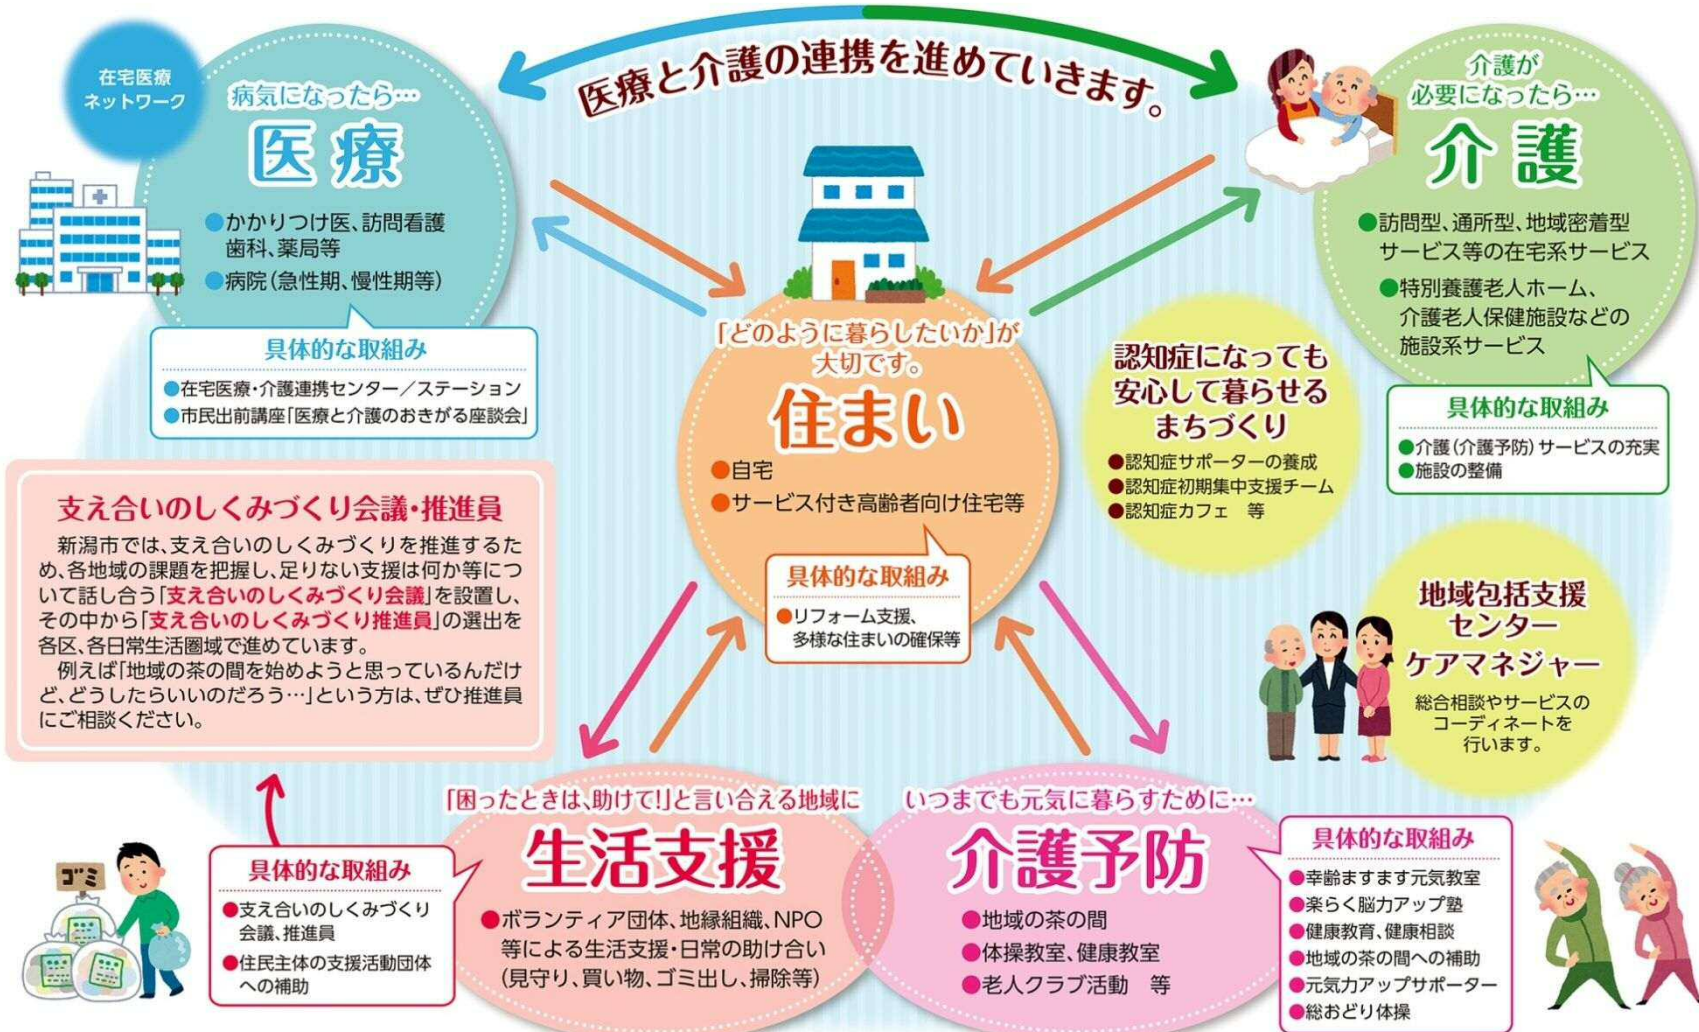 医療と介護の連携を進めていきます。
在宅医療
ネットワーク
病気になったら…
医療
●かかりつけ医、訪問看護
歯科、薬局等
●病院(急性期、慢性期等)
具体的な取組み
●在宅医療・介護連携センター／ステーション
●市民出前講座「医療と介護のおきがる座談会」
介護が
必要になったら…
介護
●訪問型、通所型、地域密着型
サービス等の在宅系サービス
●特別養護老人ホーム、
介護老人保健施設などの
施設系サービス
具体的な取組み
●介護(介護予防)サービスの充実
●施設の整備
「どのように暮らしたいか」が
大切です。
住まい
●自宅
●サービス付き高齢者向け住宅等
具体的な取組み
●リフォーム支援、
多様な住まいの確保等
認知症になっても
安心して暮らせる
まちづくり
●認知症サポーターの養成
●認知症初期集中支援チーム
●認知症カフェ　等
支え合いのしくみづくり会議・推進員
新潟市では、支え合いのしくみづくりを推進するた
め、各地域の課題を把握し、足りない支援は何か等につ
いて話し合う「支え合いのしくみづくり会議」を設置し、
その中から「支え合いのしくみづくり推進員」の選出を
各区、各日常生活圏域で進めています。
例えば「地域の茶の間を始めようと思っているんだけ
ど、どうしたらいいのだろう…」という方は、ぜひ推進員
にご相談ください。
地域包括支援
センター
ケアマネジャー
総合相談やサービスの
コーディネートを
行います。
「困ったときは、助けて!」と言い合える地域に
生活支援
●ボランティア団体、地縁組織、NPO
等による生活支援・日常の助け合い
(見守り、買い物、ゴミ出し、掃除等)
ゴミ
具体的な取組み
●支え合いのしくみづくり
会議、推進員
●住民主体の支援活動団体
への補助
いつまでも元気に暮らすために…
介護予防
●地域の茶の間
●体操教室、健康教室
●老人クラブ活動　等
具体的な取組み
●幸齢ますます元気教室
●楽らく脳力アップ塾
●健康教育、健康相談
●地域の茶の間への補助
●元気力アップサポーター
●総おどり体操